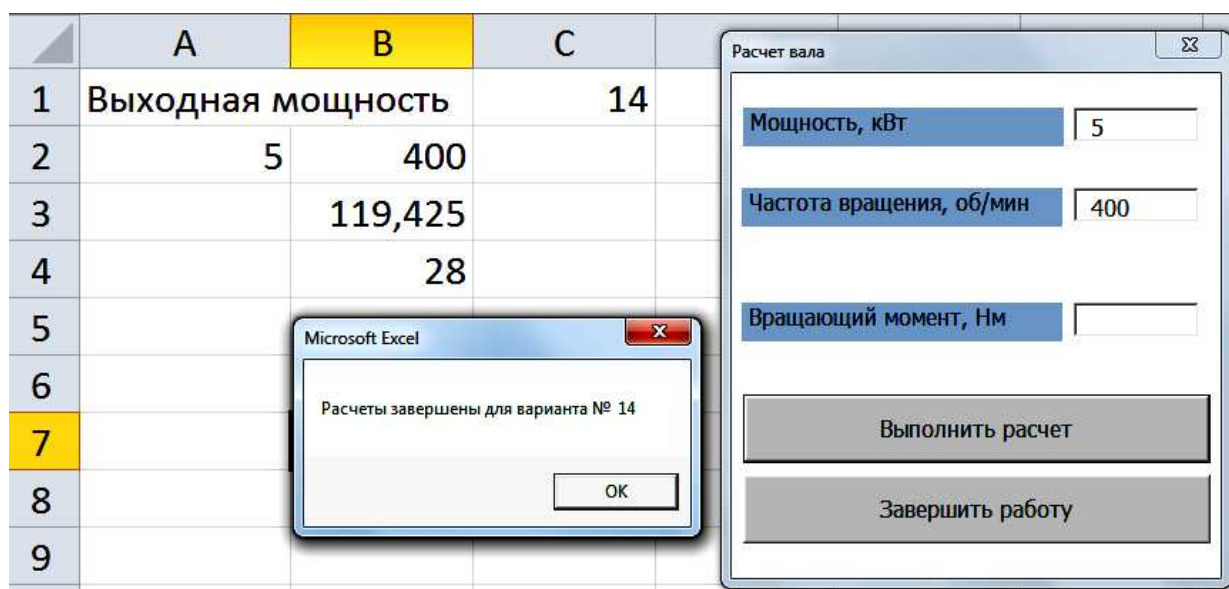 A B C
1 Выходная мощность 14
2 5 400
3 119,425
4 28
5
6
7
8
9
Microsoft Excel
Расчеты завершены для варианта № 14
OK
Расчет вала
Мощность, кВт 5
Частота вращения, об/мин 400
Вращающий момент, Нм
Выполнить расчет
Завершить работу